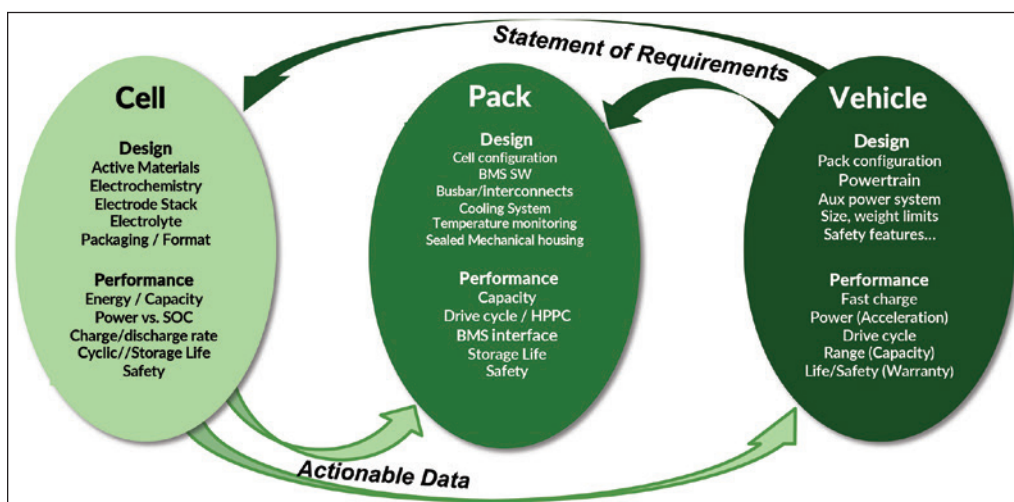 Statement of Requirements
Cell
Design
Active Materials
Electrochemistry
Electrode Stack
Electrolyte
Packaging / Format
Performance
Energy / Capacity
Power vs. SOC
Charge/discharge rate
Cyclic//Storage Life
Safety
Pack
Design
Cell configuration
BMS SW
Busbar/interconnects
Cooling System
Temperature monitoring
Sealed Mechanical housing
Performance
Capacity
Drive cycle / HPPC
BMS interface
Storage Life
Safety
Vehicle
Design
Pack configuration
Powertrain
Aux power system
Size, weight limits
Safety features...
Performance
Fast charge
Power (Acceleration)
Drive cycle
Range (Capacity)
Life/Safety (Warranty)
Actionable Data